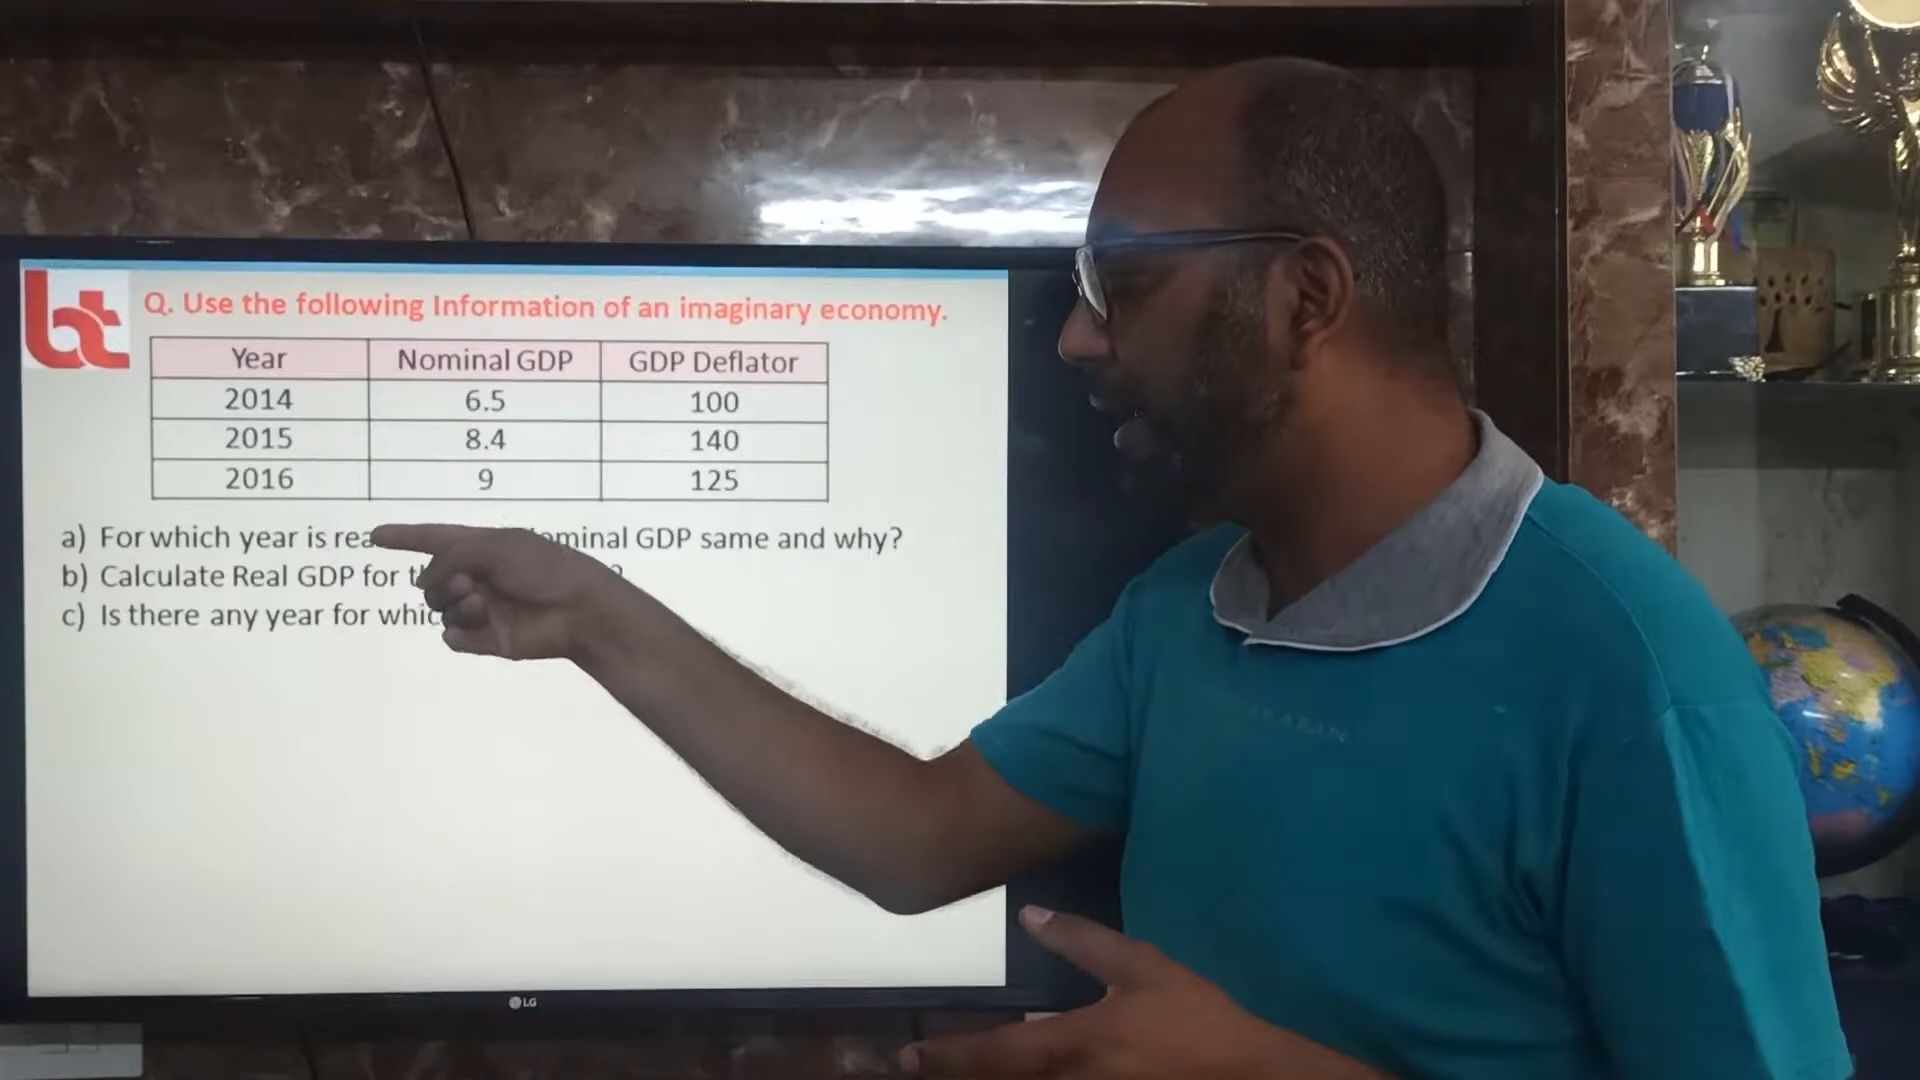 bt
Q. Use the following Information of an imaginary economy.
Year Nominal GDP GDP Deflator
2014 6.5 100
2015 8.4 140
2016 9 125
a) For which year is rea ominal GDP same and why?
b) Calculate Real GDP for t ?
c) Is there any year for whic
LG